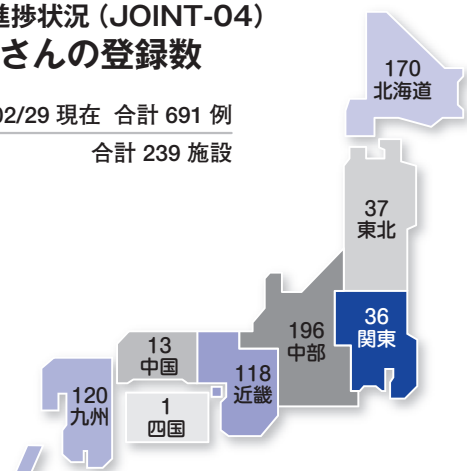 進捗状況（JOINT-04）
さんの登録数
02/29 現在 合計 691 例
合計 239 施設
170
北海道
37
東北
36
関東
196
中部
13
中国
118
近畿
120
九州
1
四国